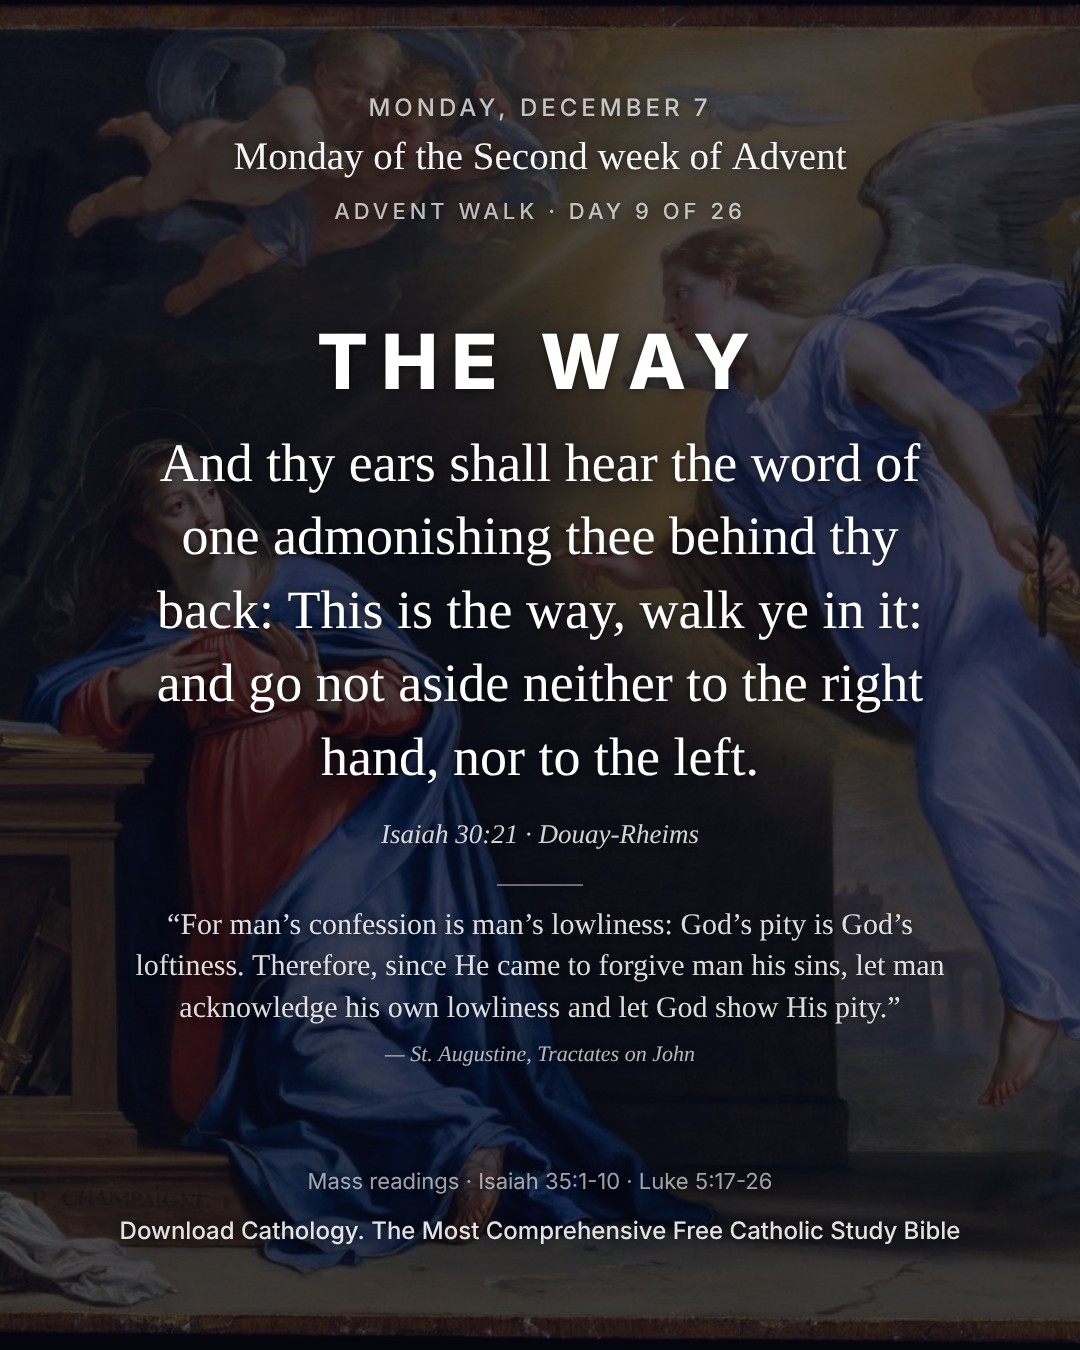 MONDAY, DECEMBER 7
Monday of the Second week of Advent
ADVENT WALK · DAY 9 OF 26
THE WAY
And thy ears shall hear the word of
one admonishing thee behind thy
back: This is the way, walk ye in it:
and go not aside neither to the right
hand, nor to the left.
Isaiah 30:21 · Douay-Rheims
“For man’s confession is man’s lowliness: God’s pity is God’s
loftiness. Therefore, since He came to forgive man his sins, let man
acknowledge his own lowliness and let God show His pity.”
— St. Augustine, Tractates on John
Mass readings · Isaiah 35:1-10 · Luke 5:17-26
P. CHAMPAIGNE
Download Cathology. The Most Comprehensive Free Catholic Study Bible